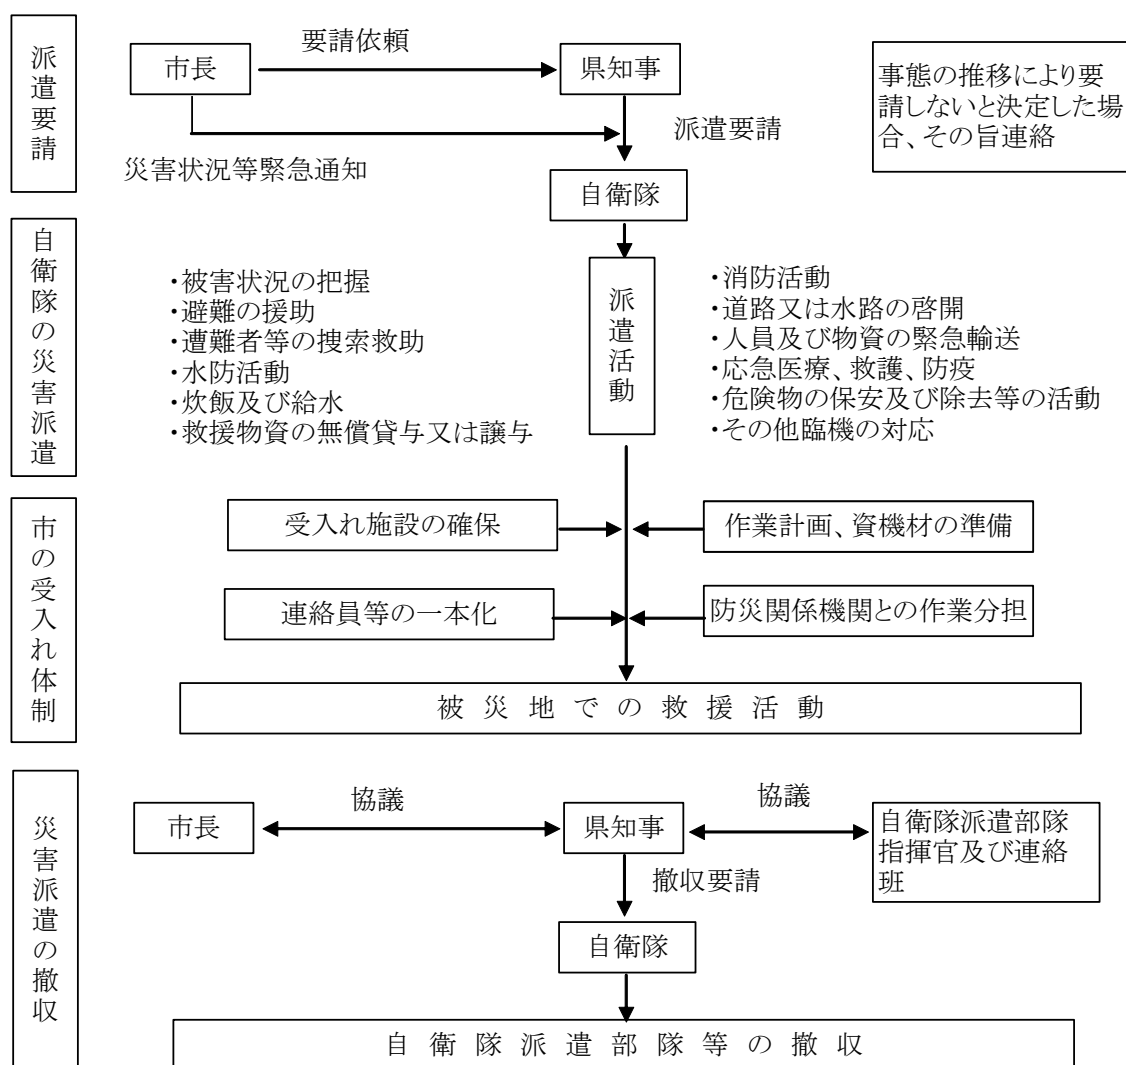 派遣要請
市長
要請依頼
県知事
事態の推移により要
請しないと決定した場
合、その旨連絡
派遣要請
災害状況等緊急通知
自衛隊
自衛隊の災害派遣
・被害状況の把握
・避難の援助
・遭難者等の捜索救助
・水防活動
・炊飯及び給水
・救援物資の無償貸与又は譲与
派遣活動
・消防活動
・道路又は水路の啓開
・人員及び物資の緊急輸送
・応急医療、救護、防疫
・危険物の保安及び除去等の活動
・その他臨機の対応
市の受入れ体制
受入れ施設の確保
作業計画、資機材の準備
連絡員等の一本化
防災関係機関との作業分担
被災地での救援活動
災害派遣の撤収
市長
協議
県知事
協議
自衛隊派遣部隊
指揮官及び連絡
班
撤収要請
自衛隊
自衛隊派遣部隊等の撤収